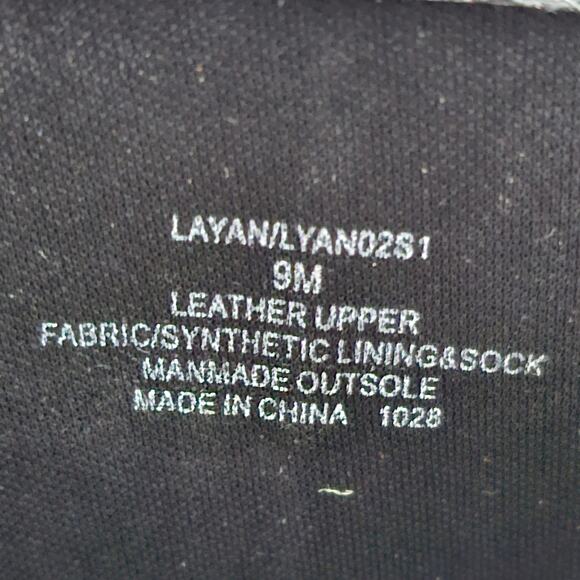 LAYAN/LYAN02S1
9M
LEATHER UPPER
FABRIC/SYNTHETIC LINING&SOCK
MANMADE OUTSOLE
MADE IN CHINA 1028